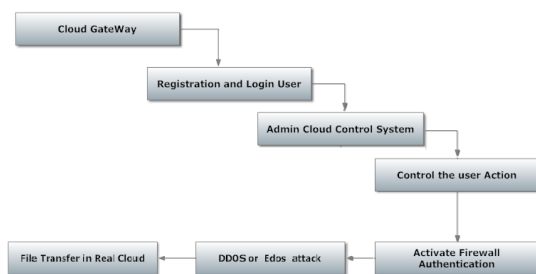 Cloud GateWay
Registration and Login User
Admin Cloud Control System
Control the user Action
Activate Firewall
Authentication
DDOS or Edos attack
File Transfer in Real Cloud